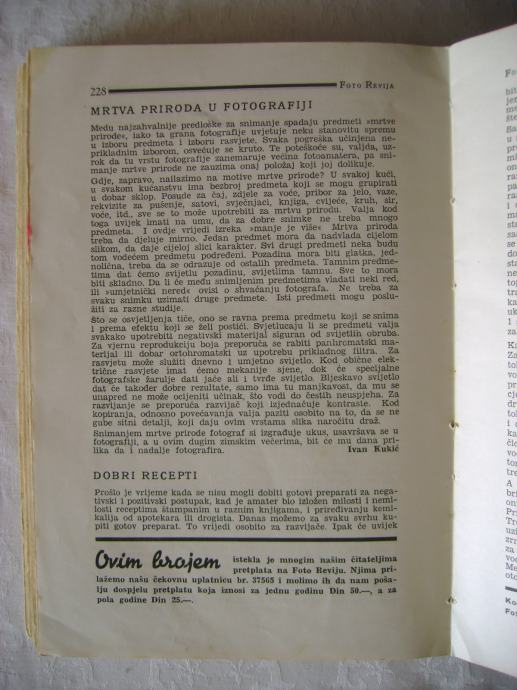 228
FOTO REVIJA
MRTVA PRIRODA U FOTOGRAFIJI
Među najzahvalnije predloške za snimanje spadaju predmeti »mrtve
prirode«, iako ta grana fotografije uvjetuje neku stanovitu spremu
u izboru predmeta i izboru rasvjete. Svaka pogreška učinjena ne-
prikladnim izborom, osvećuje se kruto. Te poteškoće su, valjda, uz-
rok da tu vrstu fotografije zanemaruje većina fotoamatera, pa sni-
manje mrtve prirode ne zauzima onaj položaj koji joj dolikuje.
Gdje, zapravo, nailazimo na motive mrtve prirode? U svakoj kući,
u svakom kućanstvu ima bezbroj predmeta koji se mogu grupirati
u dobar sklop. Posude za čaj, zdjele za voće, pribor za jelo, vaze,
rekvizite za pušenje, satovi, svjećnjaci, knjiga, cvijeće, kruh, sir,
voće, itd., sve se to može upotrebiti za mrtvu prirodu. Valja kod
toga uvijek imati na umu, da za dobre snimke ne treba mnogo
predmeta. I ovdje vrijedi izreka »manje je više« Mrtva priroda
treba da djeluje mirno. Jedan predmet mora da nadvlada cijelom
slikom, da daje cijeloj slici karakter. Svi drugi predmeti neka budu
tom vodećem predmetu podređeni. Pozadina mora biti glatka, jed-
nolična, treba da se odrazuje od ostalih predmeta. Tamnim predme-
tima dat ćemo svijetlu pozadinu, svijetlima tamnu. Sve to mora
biti skladno. Da li će među snimljenim predmetima vladati neki red,
ili »umjetnički nered« ovisi o shvaćanju fotografa. Ne treba za
svaku snimku uzimati druge predmete. Isti predmeti mogu poslu-
žiti za razne studije.
Što se osvjetljenja tiče, ono se ravna prema predmetu koji se snima
i prema efektu koji se želi postići. Svjetlucaju li se predmeti valja
svakako upotrebiti negativni materijal siguran od svijetlih obruba.
Za vjernu reprodukciju boja preporuča se rabiti panhromatski ma-
terijal ili dobar ortohromatski uz upotrebu prikladnog filtra. Za
rasvjetu može služiti dnevno i umjetno svijetlo. Kod obične elek-
trične rasvjete imat ćemo mekanije sjene, dok će specijalne
fotografske žarulje dati jače ali i tvrđe svijetlo. Bljeskavo svijetlo
dat će također dobre rezultate, samo ima tu manjkavost, da mu se
unapred ne može ocijeniti učinak, što vodi do čestih neuspjeha. Za
razvijanje se preporuča razvijač koji izjednačuje kontraste. Kod
kopiranja, odnosno povećavanja valja paziti osobito na to, da se ne
gube sitni detalji, koji daju ovim vrstama slika naročitu draž.
Snimanjem mrtve prirode fotograf si izgrađuje ukus, usavršava se u
fotografiji, a u ovim dugim zimskim večerima, bit će mu dana pri-
lika da i nadalje fotografira. Ivan Kukić
DOBRI RECEPTI
Prošlo je vrijeme kada se nisu mogli dobiti gotovi preparati za nega-
tivski i pozitivski postupak, kad je amater bio izložen milosti i nemi-
losti receptima štampanim u raznim knjigama, i priređivanju kemi-
kalija od apotekara ili drogista. Danas možemo za svaku svrhu ku-
piti gotov preparat. To vrijedi osobito za razvijače. Ipak će uvijek
Ovim brojem istekla je mnogim našim čitateljima
pretplata na Foto Reviju. Njima pri-
lažemo našu čekovnu uplatnicu br. 37565 i molimo ih da nam poša-
lju dospjelu pretplatu koja iznosi za jednu godinu Din 50.—, a za
pola godine Din 25.—.